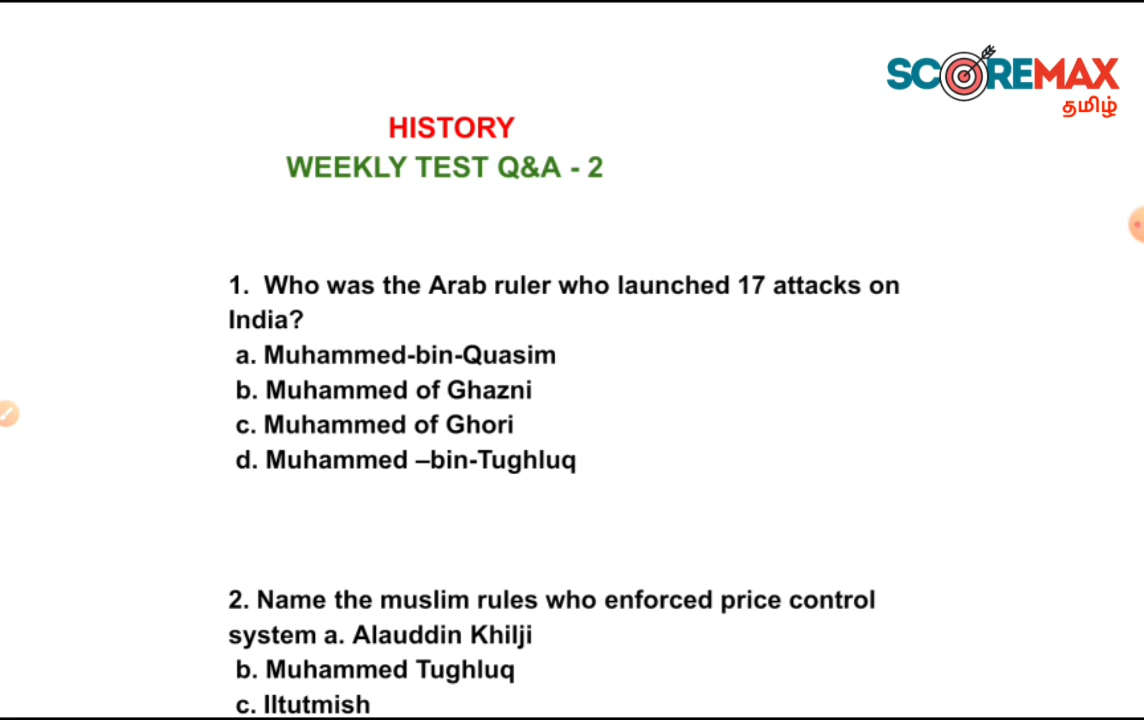 SCOREMAX
தமிழ்
HISTORY
WEEKLY TEST Q&A - 2
1. Who was the Arab ruler who launched 17 attacks on
India?
a. Muhammed-bin-Quasim
b. Muhammed of Ghazni
c. Muhammed of Ghori
d. Muhammed –bin-Tughluq
2. Name the muslim rules who enforced price control
system a. Alauddin Khilji
b. Muhammed Tughluq
c. Iltutmish